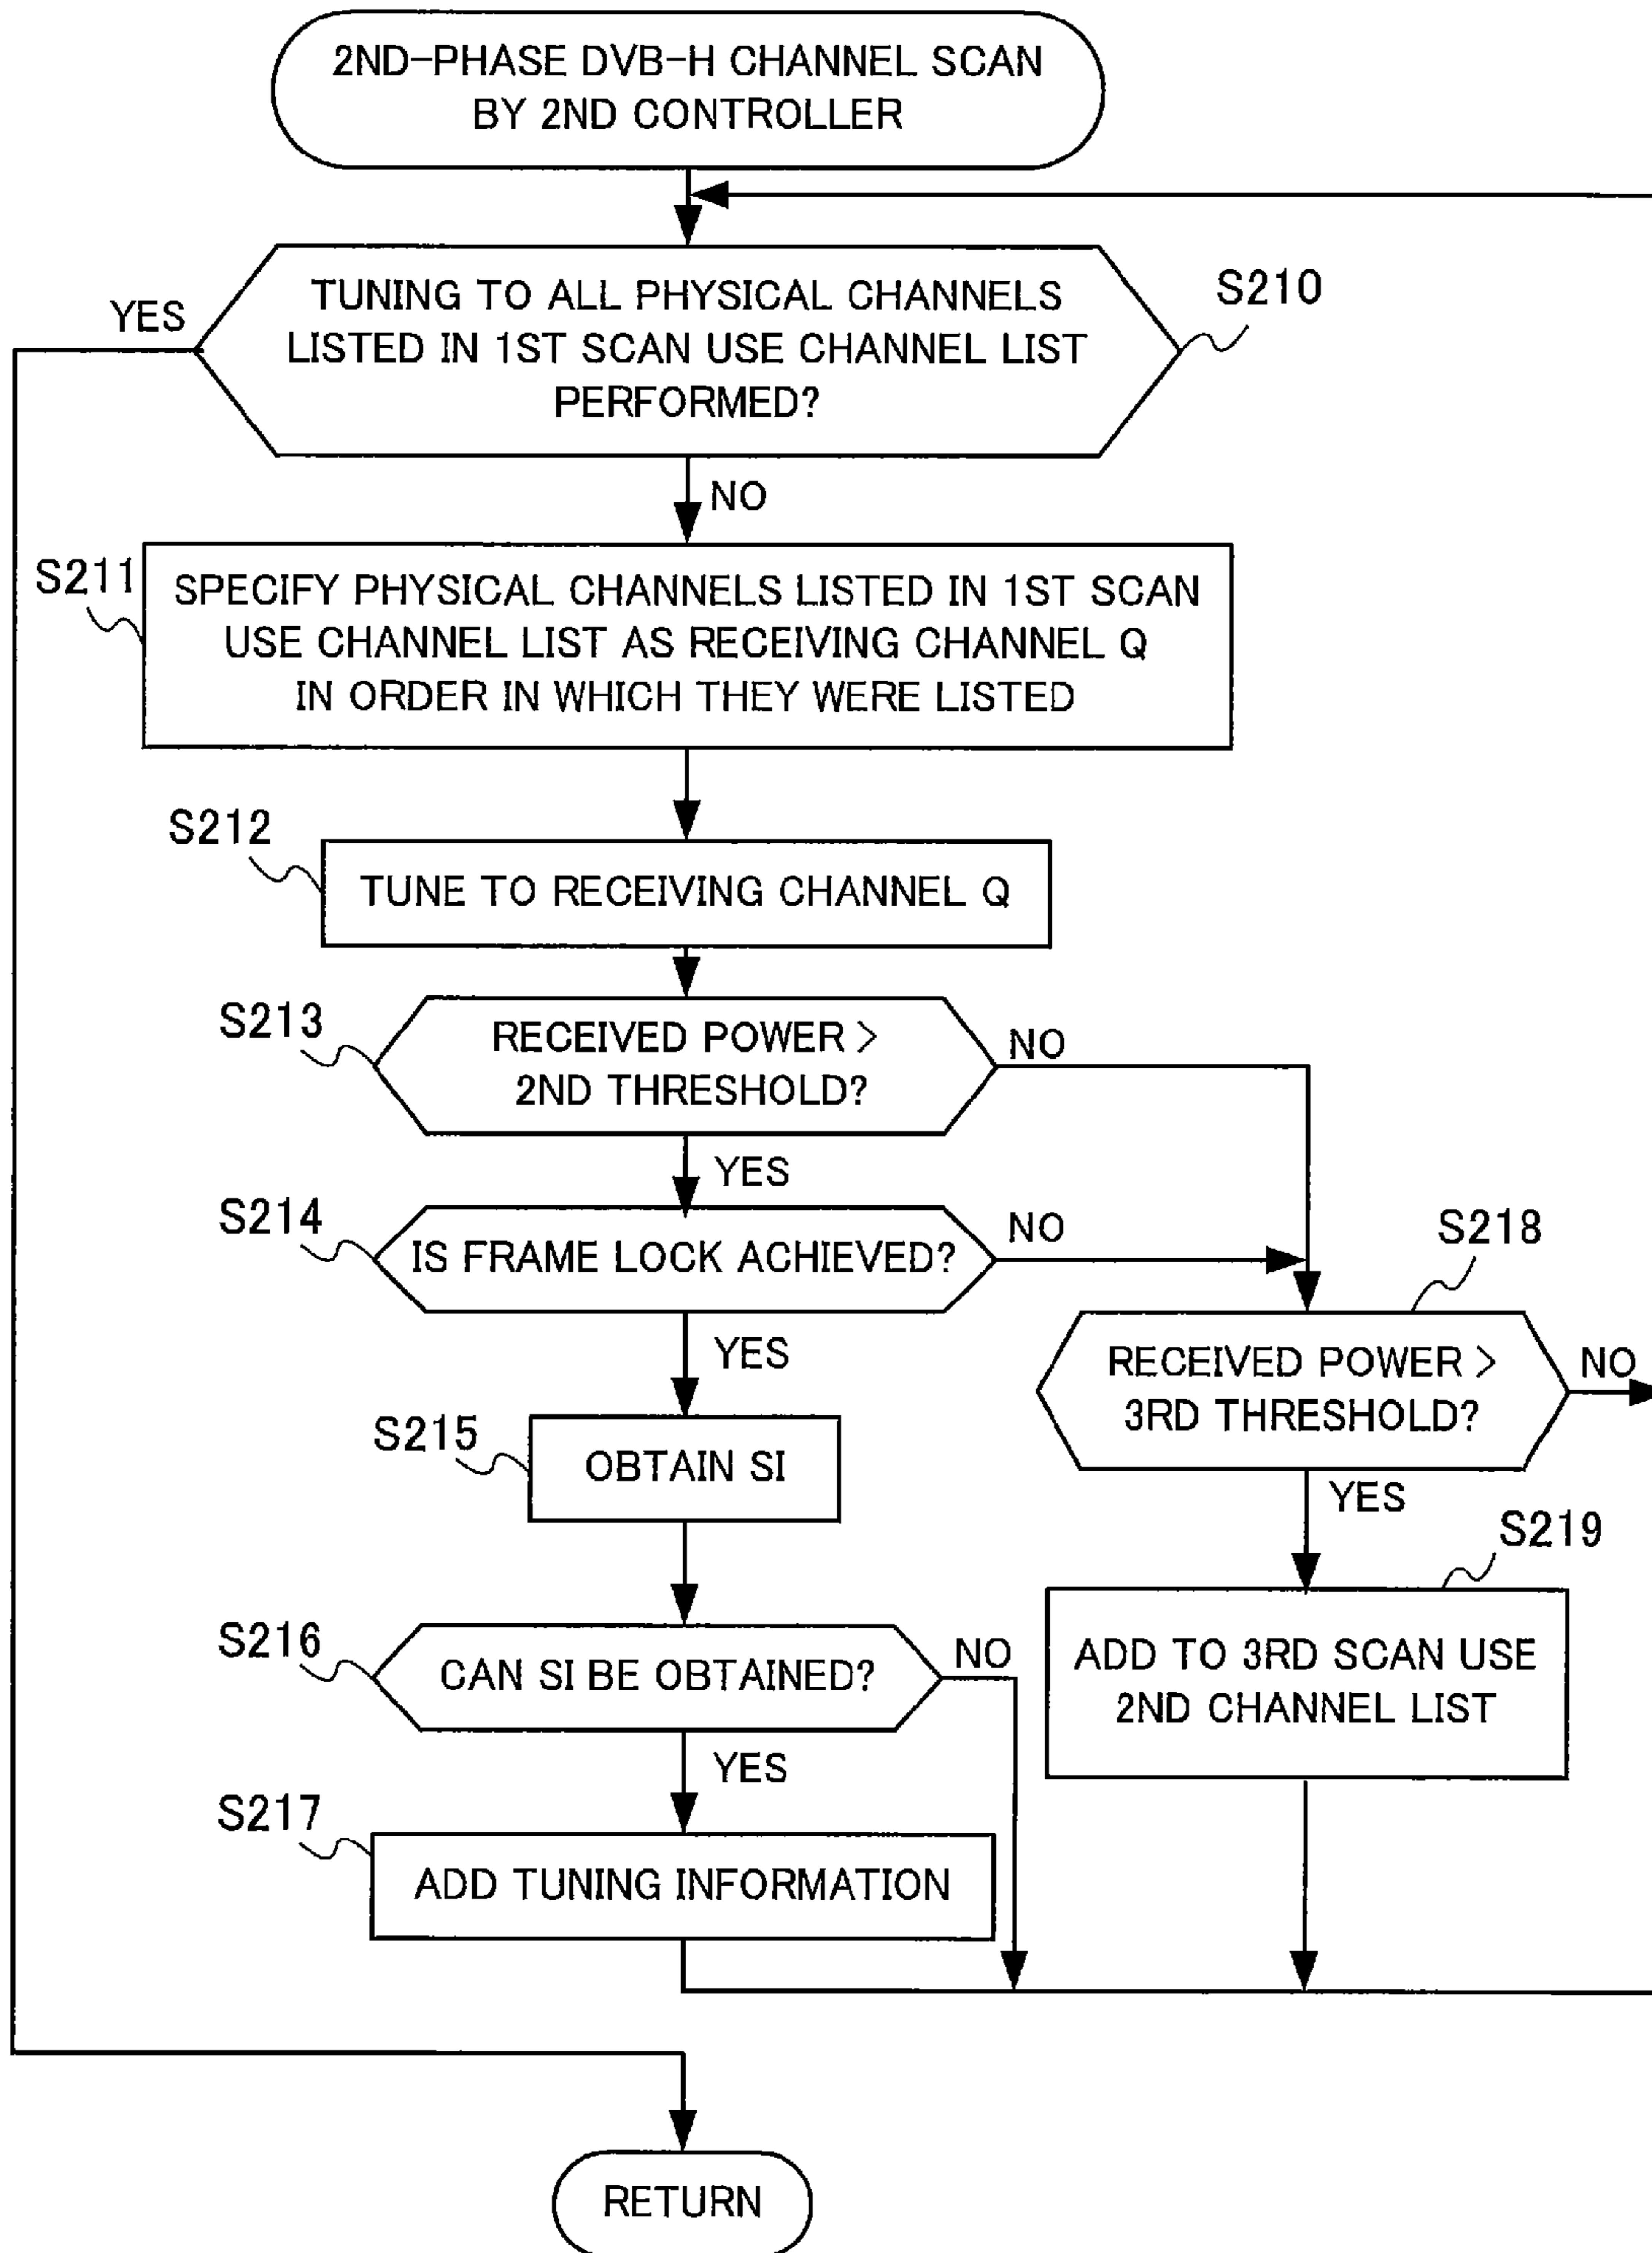 2ND-PHASE DVB-H CHANNEL SCAN
BY 2ND CONTROLLER
TUNING TO ALL PHYSICAL CHANNELS
LISTED IN 1ST SCAN USE CHANNEL LIST
PERFORMED?
S210
YES
NO
S211
SPECIFY PHYSICAL CHANNELS LISTED IN 1ST SCAN
USE CHANNEL LIST AS RECEIVING CHANNEL Q
IN ORDER IN WHICH THEY WERE LISTED
S212
TUNE TO RECEIVING CHANNEL Q
S213
RECEIVED POWER >
2ND THRESHOLD?
NO
YES
S214
IS FRAME LOCK ACHIEVED?
NO
YES
S218
RECEIVED POWER >
3RD THRESHOLD?
NO
YES
S215
OBTAIN SI
S219
ADD TO 3RD SCAN USE
2ND CHANNEL LIST
S216
CAN SI BE OBTAINED?
NO
YES
S217
ADD TUNING INFORMATION
RETURN